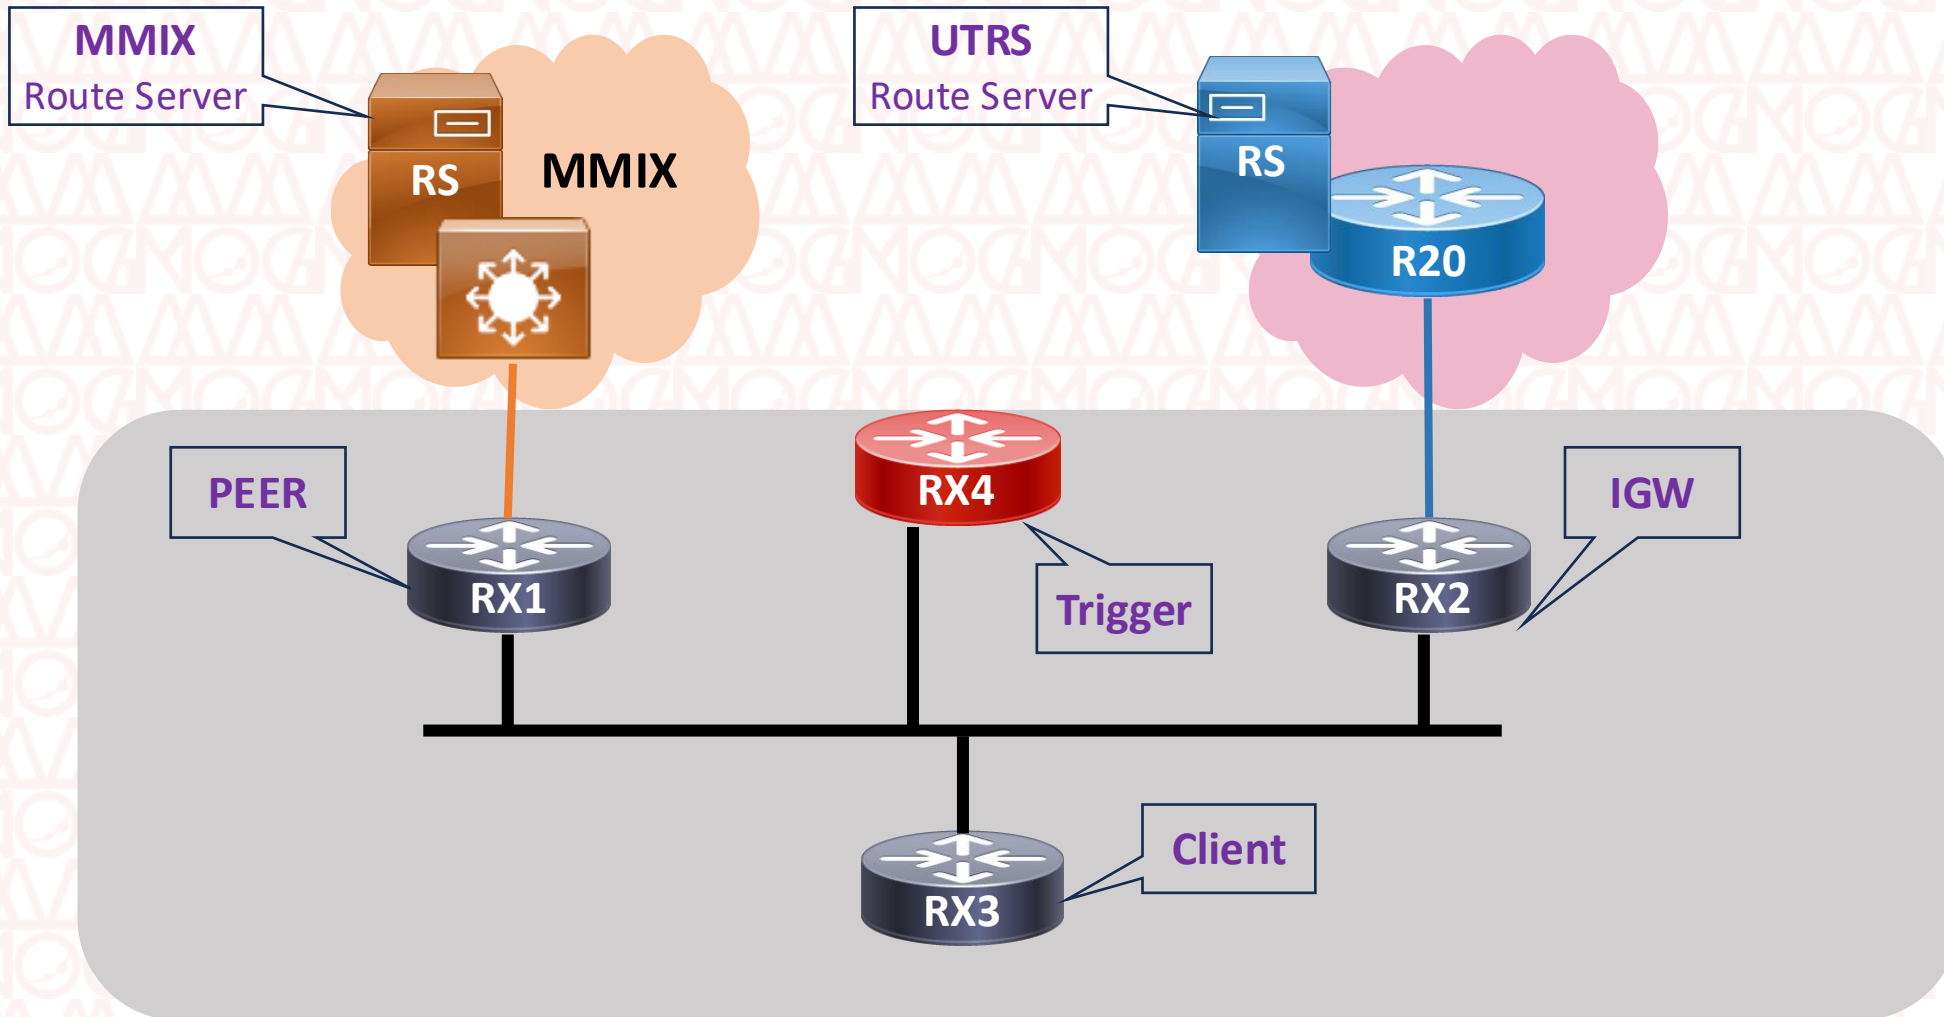 MMIX
Route Server
UTRS
Route Server
RS
MMIX
RS
R20
PEER
RX4
IGW
RX1
Trigger
RX2
Client
RX3